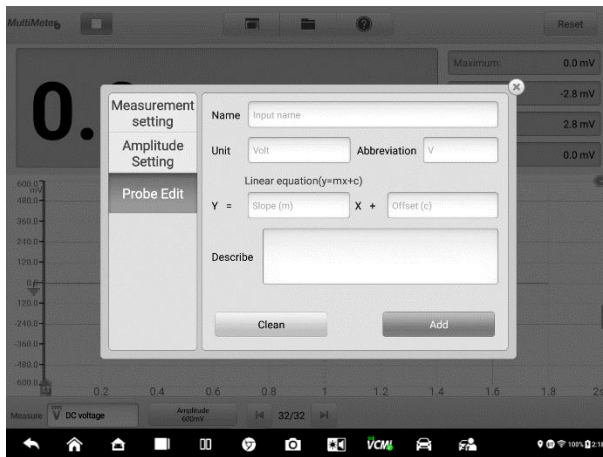 MultiMeter
Reset
Maximum: 0.0 mV
-2.8 mV
2.8 mV
0.0 mV
0.
Measurement setting
Amplitude Setting
Probe Edit
Name Input name
Unit Volt Abbreviation V
Linear equation(y=mx+c)
Y = Slope (m) X + Offset (c)
Describe
Clean Add
600.0
mV
480.0
360.0
240.0
120.0
0.0
120.0
-240.0
-360.0
-480.0
600.0
0.2 0.4 0.6 0.8 1 1.2 1.4 1.6 1.8 2s
Measure V DC voltage Amplitude 600mV 32/32
VCMI 100% 2:18